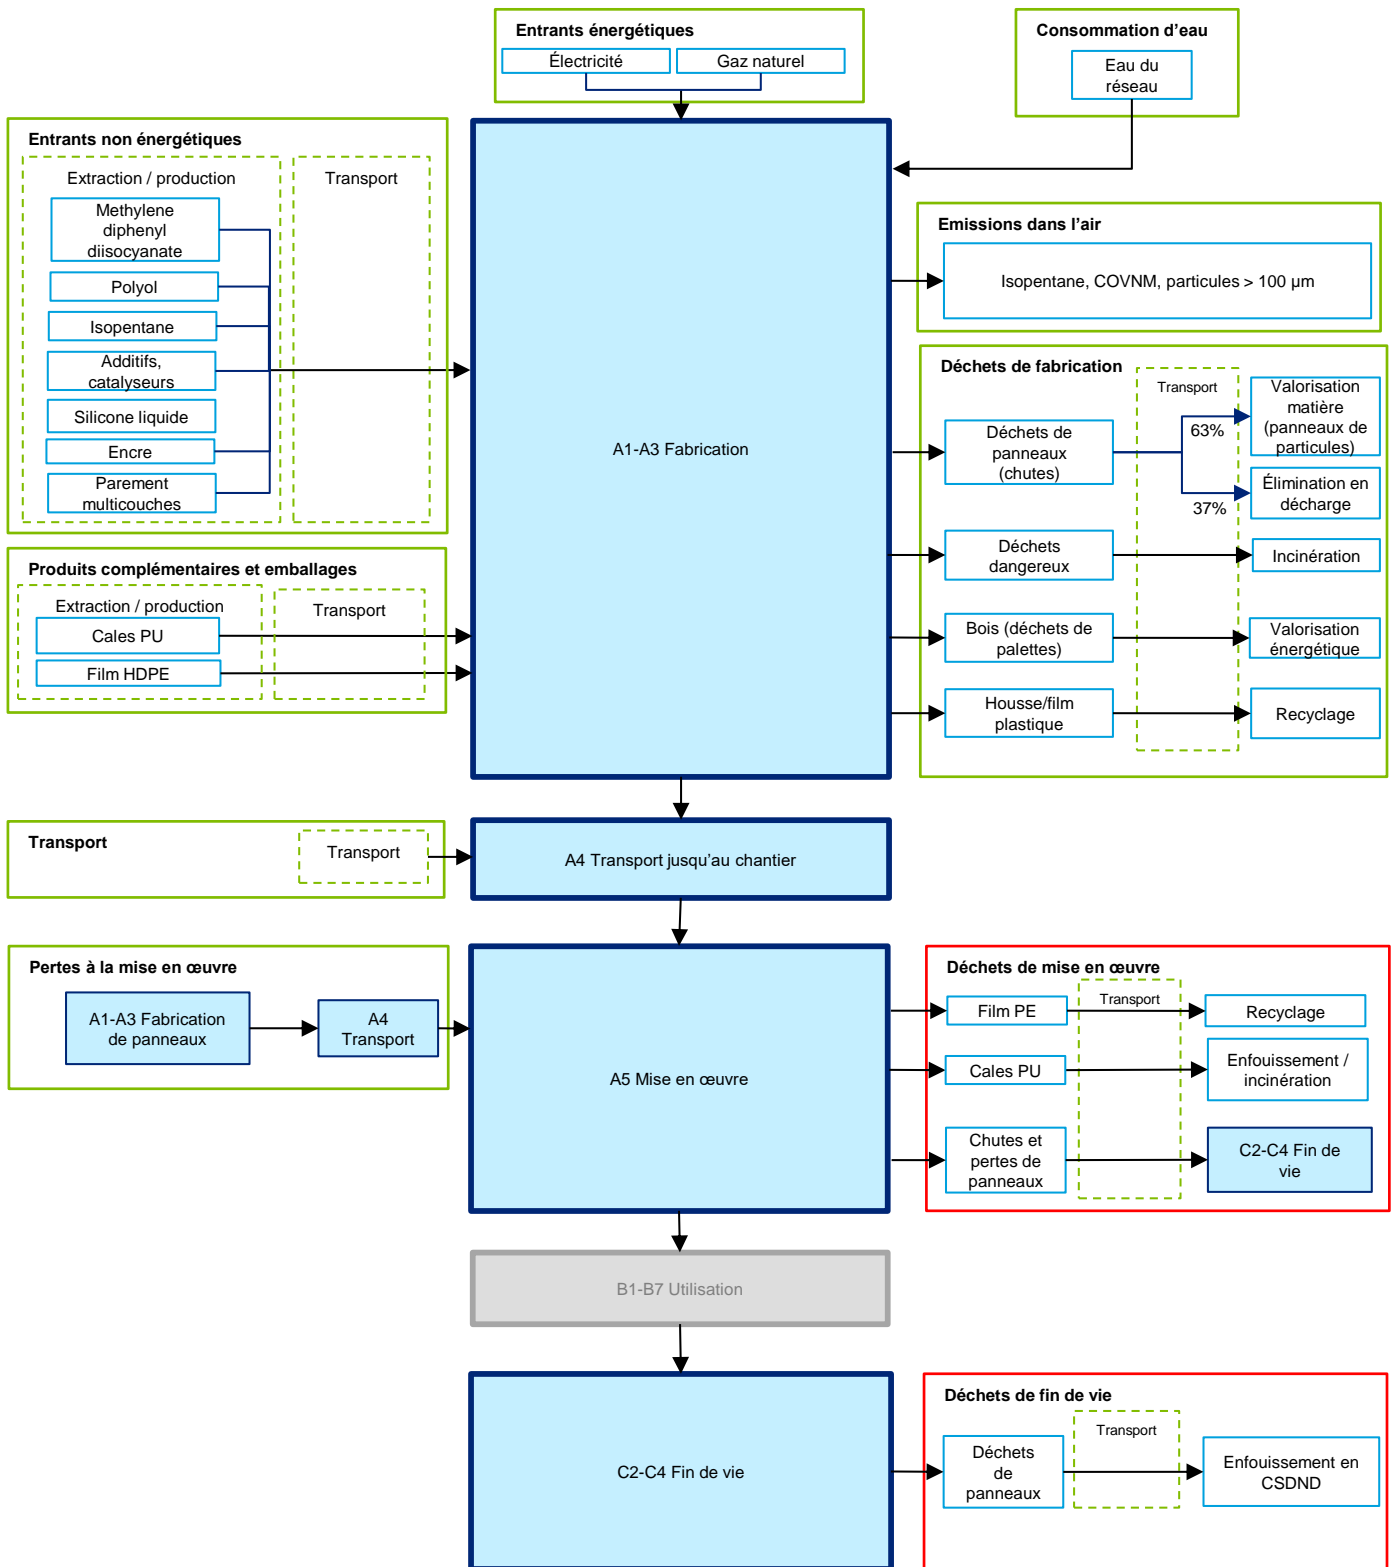 Entrants énergétiques
Électricité
Gaz naturel
Consommation d'eau
Eau du
réseau
Entrants non énergétiques
Extraction / production
Transport
Methylene
diphenyl
diisocyanate
Polyol
Isopentane
Additifs,
catalyseurs
Silicone liquide
Encre
Parement
multicouches
A1-A3 Fabrication
Emissions dans l'air
Isopentane, COVNM, particules > 100 µm
Déchets de fabrication
Transport
Déchets de
panneaux
(chutes)
63%
37%
Valorisation
matière
(panneaux de
particules)
Élimination en
décharge
Déchets
dangereux
Incinération
Bois (déchets de
palettes)
Valorisation
énergétique
Housse/film
plastique
Recyclage
Produits complémentaires et emballages
Extraction / production
Transport
Cales PU
Film HDPE
Transport
Transport
A4 Transport jusqu'au chantier
Pertes à la mise en œuvre
A1-A3 Fabrication
de panneaux
A4
Transport
A5 Mise en œuvre
Déchets de mise en œuvre
Transport
Film PE
Recyclage
Cales PU
Enfouissement /
incinération
Chutes et
pertes de
panneaux
C2-C4 Fin de
vie
B1-B7 Utilisation
C2-C4 Fin de vie
Déchets de fin de vie
Transport
Déchets
de
panneaux
Enfouissement en
CSDND